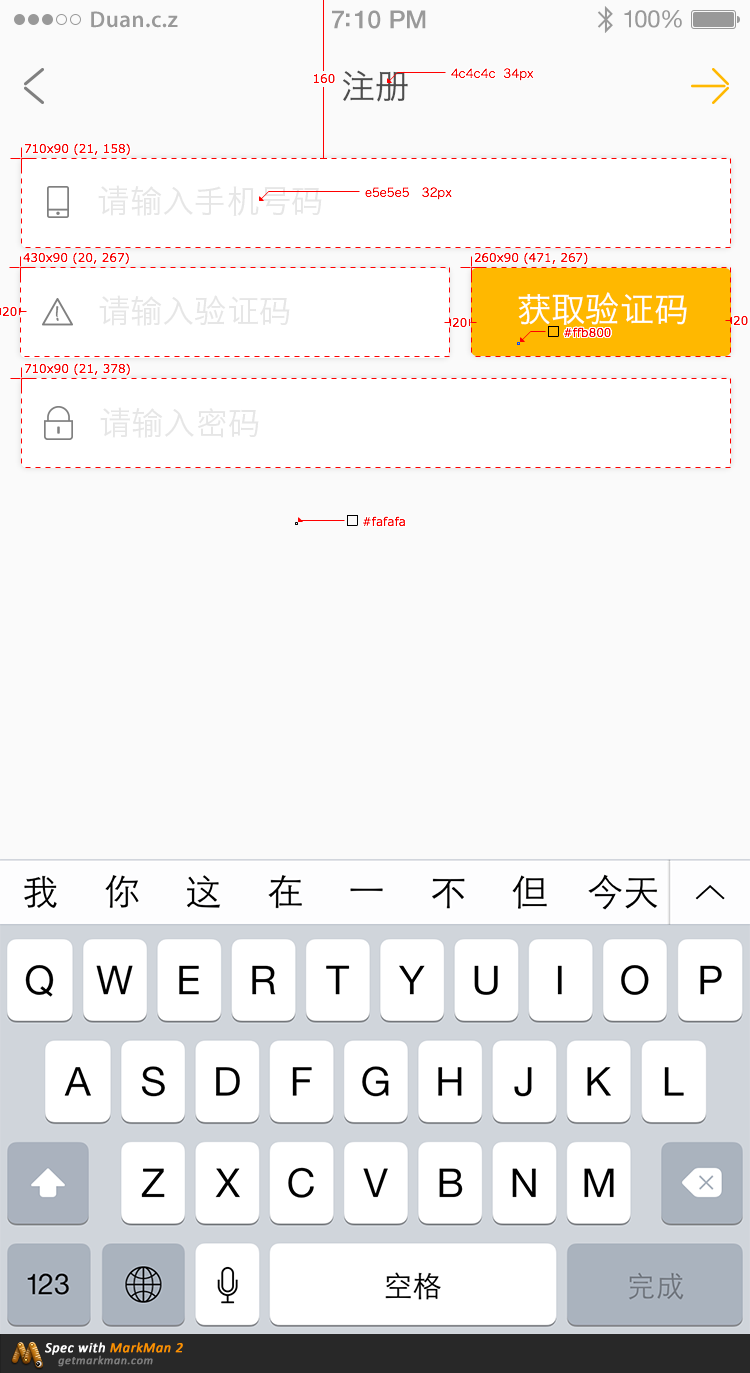 Duan.c.z 7:10 PM 100%
160 注册 4c4c4c 34px
710x90 (21, 158)
请输入手机号码 e5e5e5 32px
430x90 (20, 267) 260x90 (471, 267)
20 请输入验证码 20 获取验证码 20
#ffb800
710x90 (21, 378)
请输入密码
#fafafa
我 你 这 在 一 不 但 今天
Q W E R T Y U I O P
A S D F G H J K L
Z X C V B N M
123 空格 完成
Spec with MarkMan 2
getmarkman.com